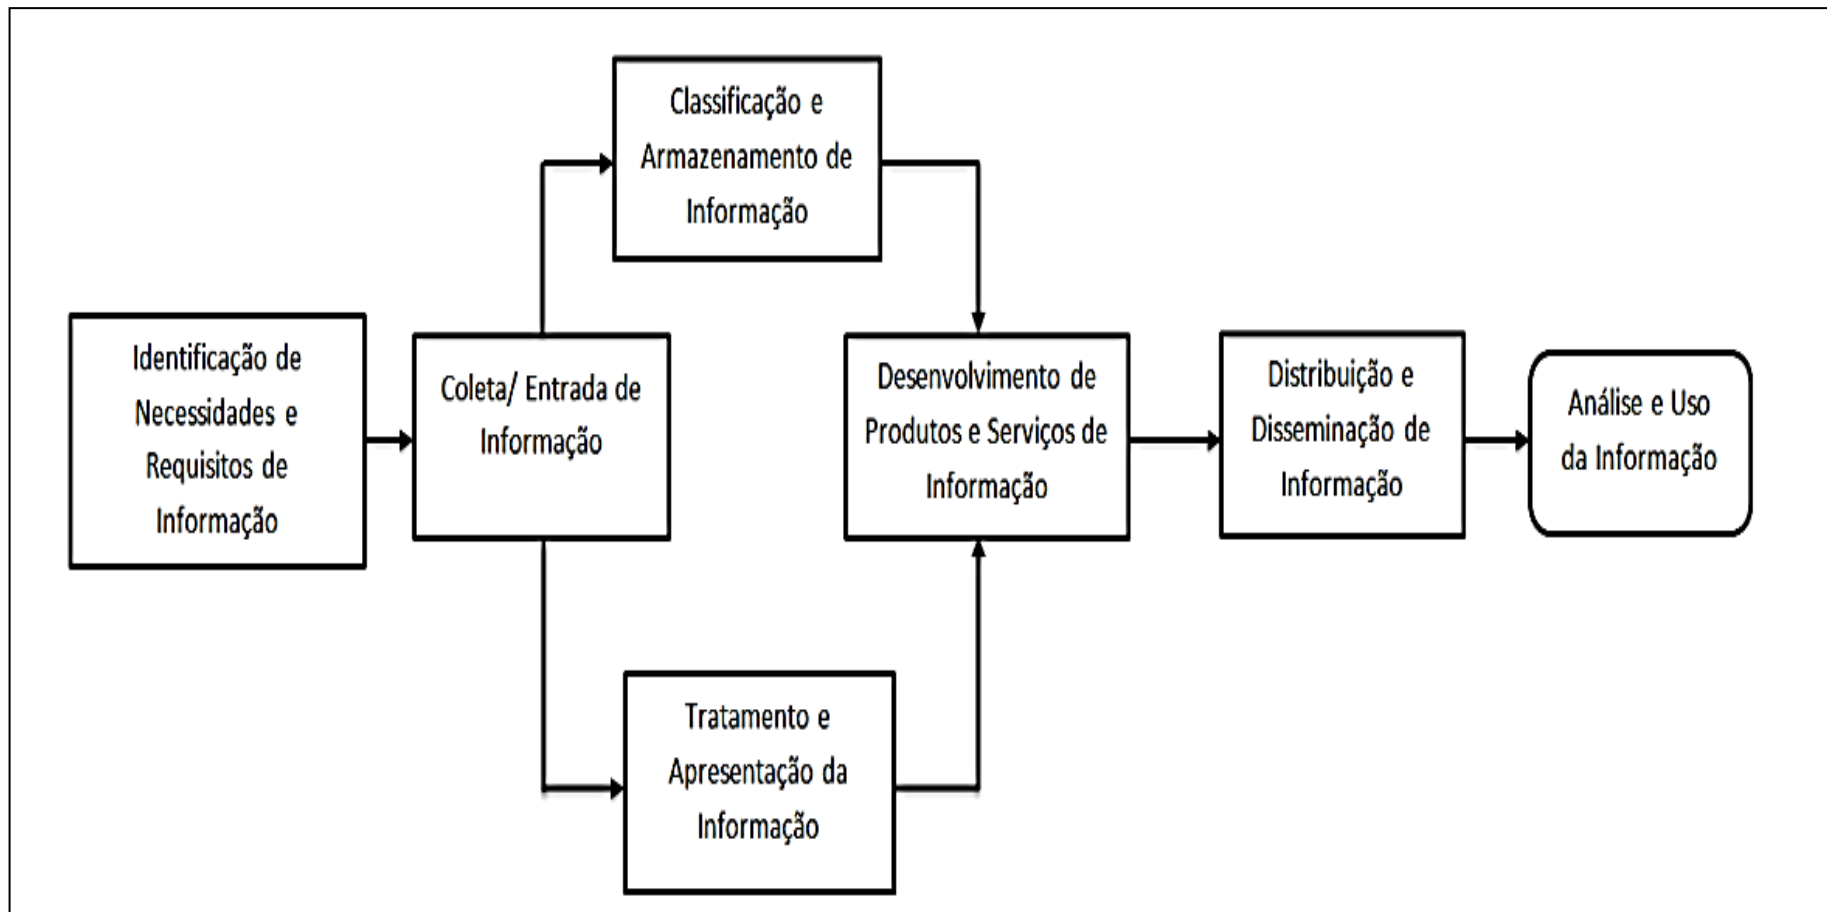 Identificação de
Necessidades e
Requisitos de
Informação
Coleta/ Entrada de
Informação
Classificação e
Armazenamento de
Informação
Tratamento e
Apresentação da
Informação
Desenvolvimento de
Produtos e Serviços de
Informação
Distribuição e
Disseminação de
Informação
Análise e Uso
da Informação